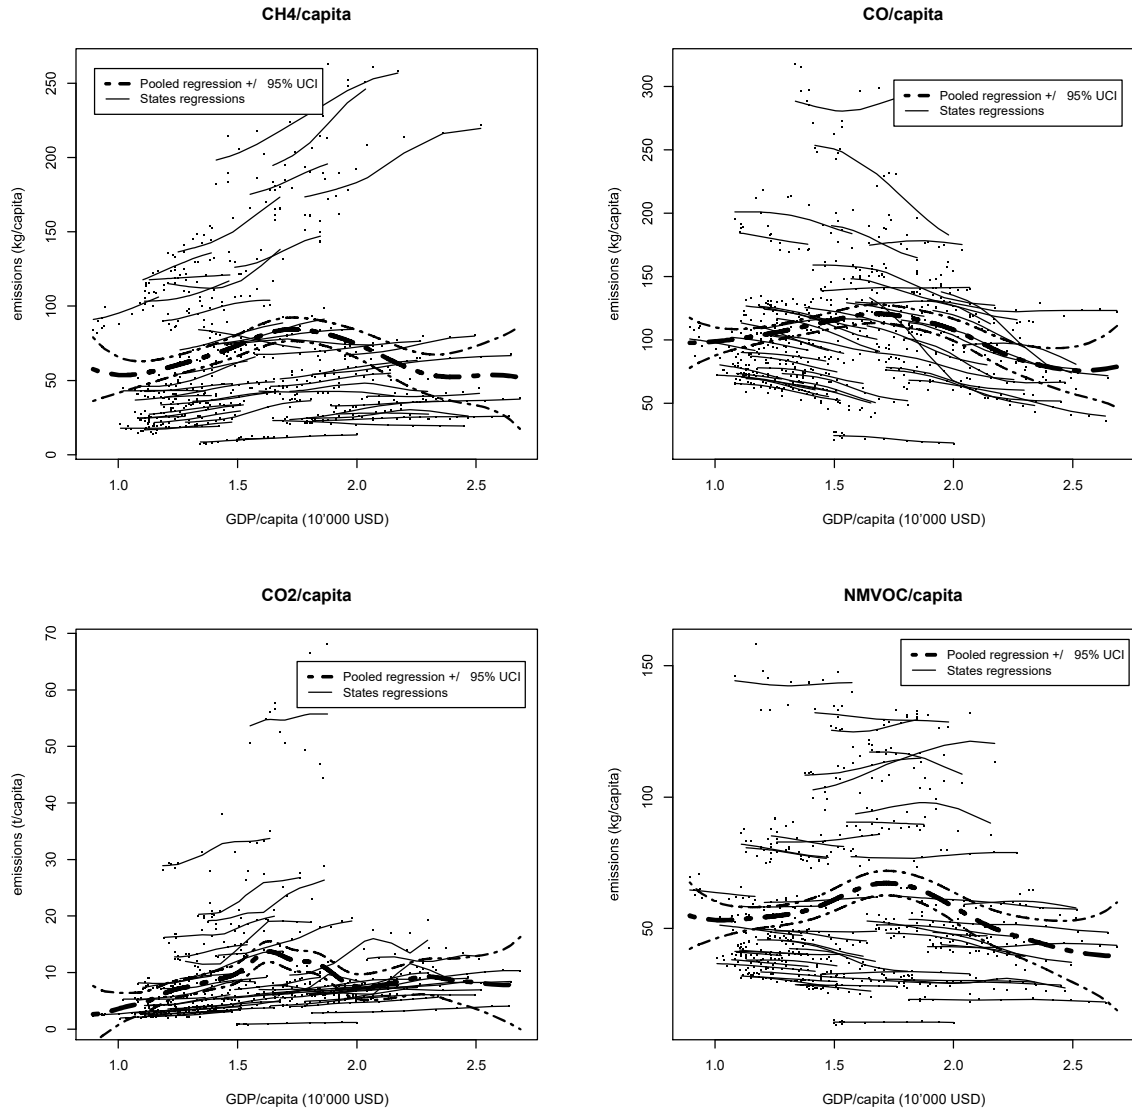 CH4/capita
Pooled regression +/ 95% UCI
States regressions
emissions (kg/capita)
0 50 100 150 200 250
1.0 1.5 2.0 2.5
GDP/capita (10'000 USD)
CO/capita
Pooled regression +/ 95% UCI
States regressions
emissions (kg/capita)
50 100 150 200 250 300
1.0 1.5 2.0 2.5
GDP/capita (10'000 USD)
CO2/capita
Pooled regression +/ 95% UCI
States regressions
emissions (t/capita)
0 10 20 30 40 50 60 70
1.0 1.5 2.0 2.5
GDP/capita (10'000 USD)
NMVOC/capita
Pooled regression +/ 95% UCI
States regressions
emissions (kg/capita)
50 100 150
1.0 1.5 2.0 2.5
GDP/capita (10'000 USD)